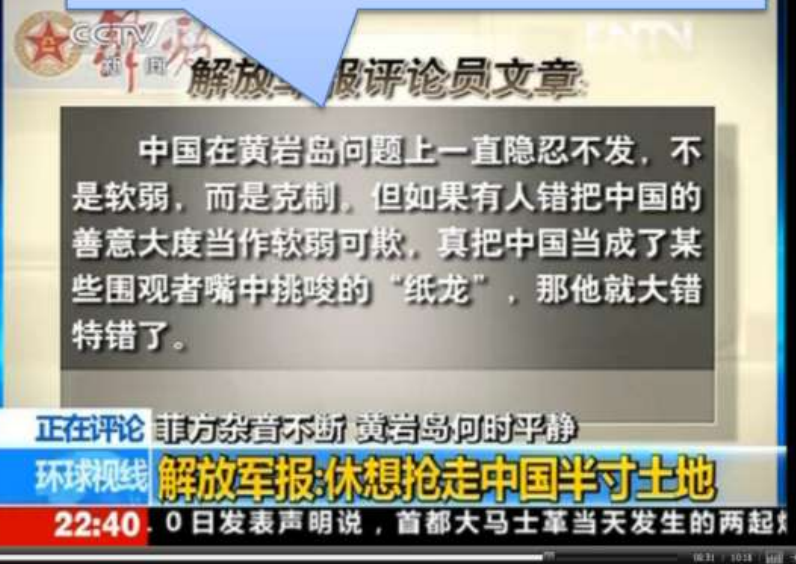 CCTV
新闻
解放军报评论员文章:
中国在黄岩岛问题上一直隐忍不发，不
是软弱，而是克制。但如果有人错把中国的
善意大度当作软弱可欺，真把中国当成了某
些围观者嘴中挑唆的“纸龙”，那他就大错
特错了。
正在评论 菲方杂音不断 黄岩岛何时平静
环球视线 解放军报:休想抢走中国半寸土地
22:40 .0日发表声明说，首都大马士革当天发生的两起